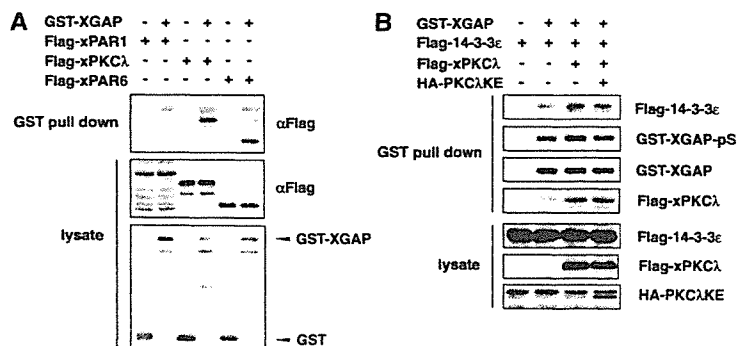 A
GST-XGAP - + - + - +
Flag-xPAR1 + +
Flag-xPKCλ - - + + - -
Flag-xPAR6 - - - - + +
GST pull down
αFlag
αFlag
lysate
GST-XGAP
GST
B
GST-XGAP - + + +
Flag-14-3-3ε + + + +
Flag-xPKCλ - - + +
HA-PKCλKE - - - +
GST pull down
Flag-14-3-3ε
GST-XGAP-pS
GST-XGAP
Flag-xPKCλ
lysate
Flag-14-3-3ε
Flag-xPKCλ
HA-PKCλKE